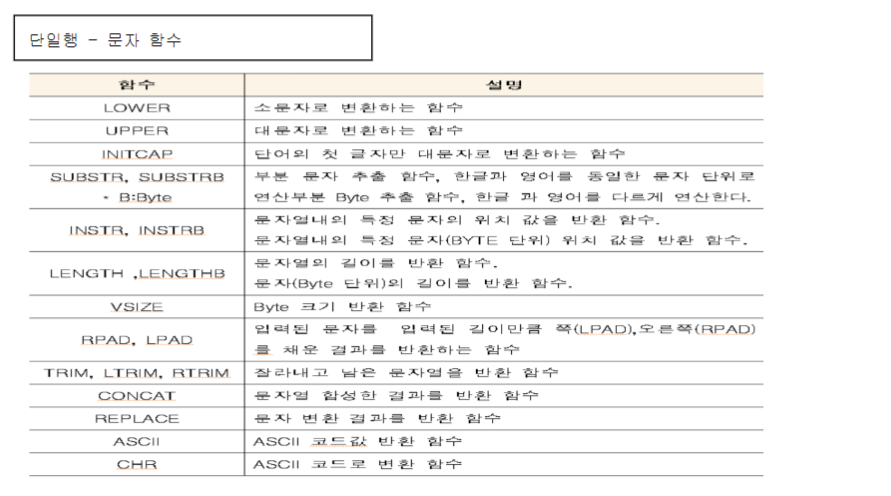 단일행 - 문자 함수
함수 설명
LOWER 소문자로 변환하는 함수
UPPER 대문자로 변환하는 함수
INITCAP 단어의 첫 글자만 대문자로 변환하는 함수
SUBSTR, SUBSTRB 부분 문자 추출 함수, 한글과 영어를 동일한 문자 단위로
* B:Byte 연산부분 Byte 추출 함수, 한글 과 영어를 다르게 연산한다.
INSTR, INSTRB 문자열내의 특정 문자의 위치 값을 반환 함수.
문자열내의 특정 문자(BYTE 단위) 위치 값을 반환 함수.
LENGTH ,LENGTHB 문자열의 길이를 반환 함수.
문자(Byte 단위)의 길이를 반환 함수.
VSIZE Byte 크기 반환 함수
RPAD, LPAD 입력된 문자를 입력된 길이만큼 쪽(LPAD),오른쪽(RPAD)
를 채운 결과를 반환하는 함수
TRIM, LTRIM, RTRIM 잘라내고 남은 문자열을 반환 함수
CONCAT 문자열 합성한 결과를 반환 함수
REPLACE 문자 변환 결과를 반환 함수
ASCII ASCII 코드값 반환 함수
CHR ASCII 코드로 변환 함수